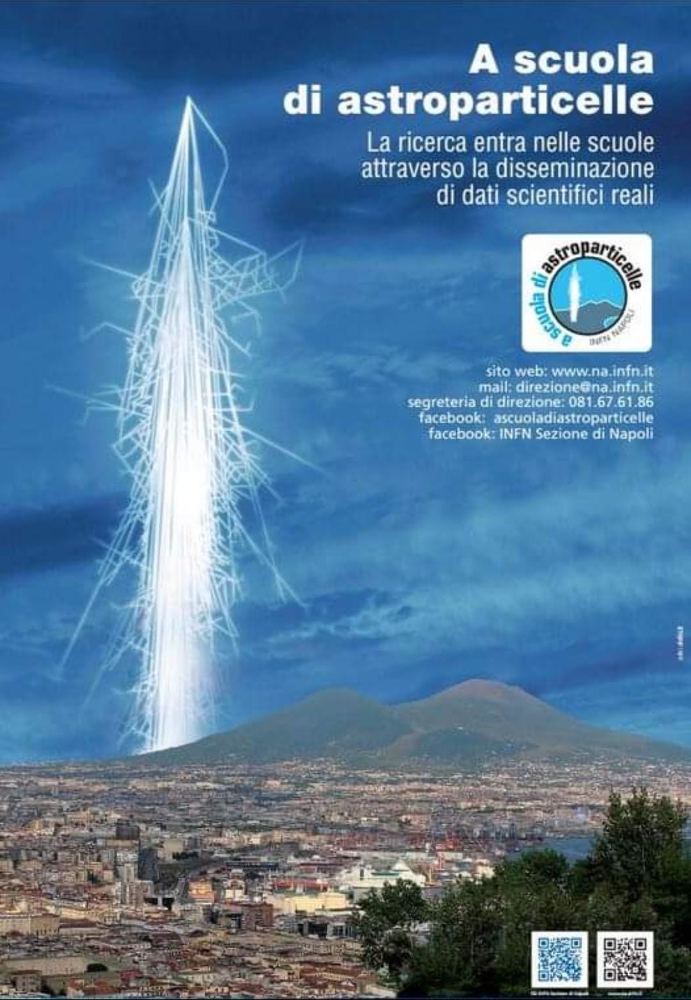 A scuola
di astroparticelle
La ricerca entra nelle scuole
attraverso la disseminazione
di dati scientifici reali
a scuola di astroparticelle
INFN NAPOLI
sito web: www.na.infn.it
mail: direzione@na.infn.it
segreteria di direzione: 081.67.61.86
facebook: ascuoladiastroparticelle
facebook: INFN Sezione di Napoli